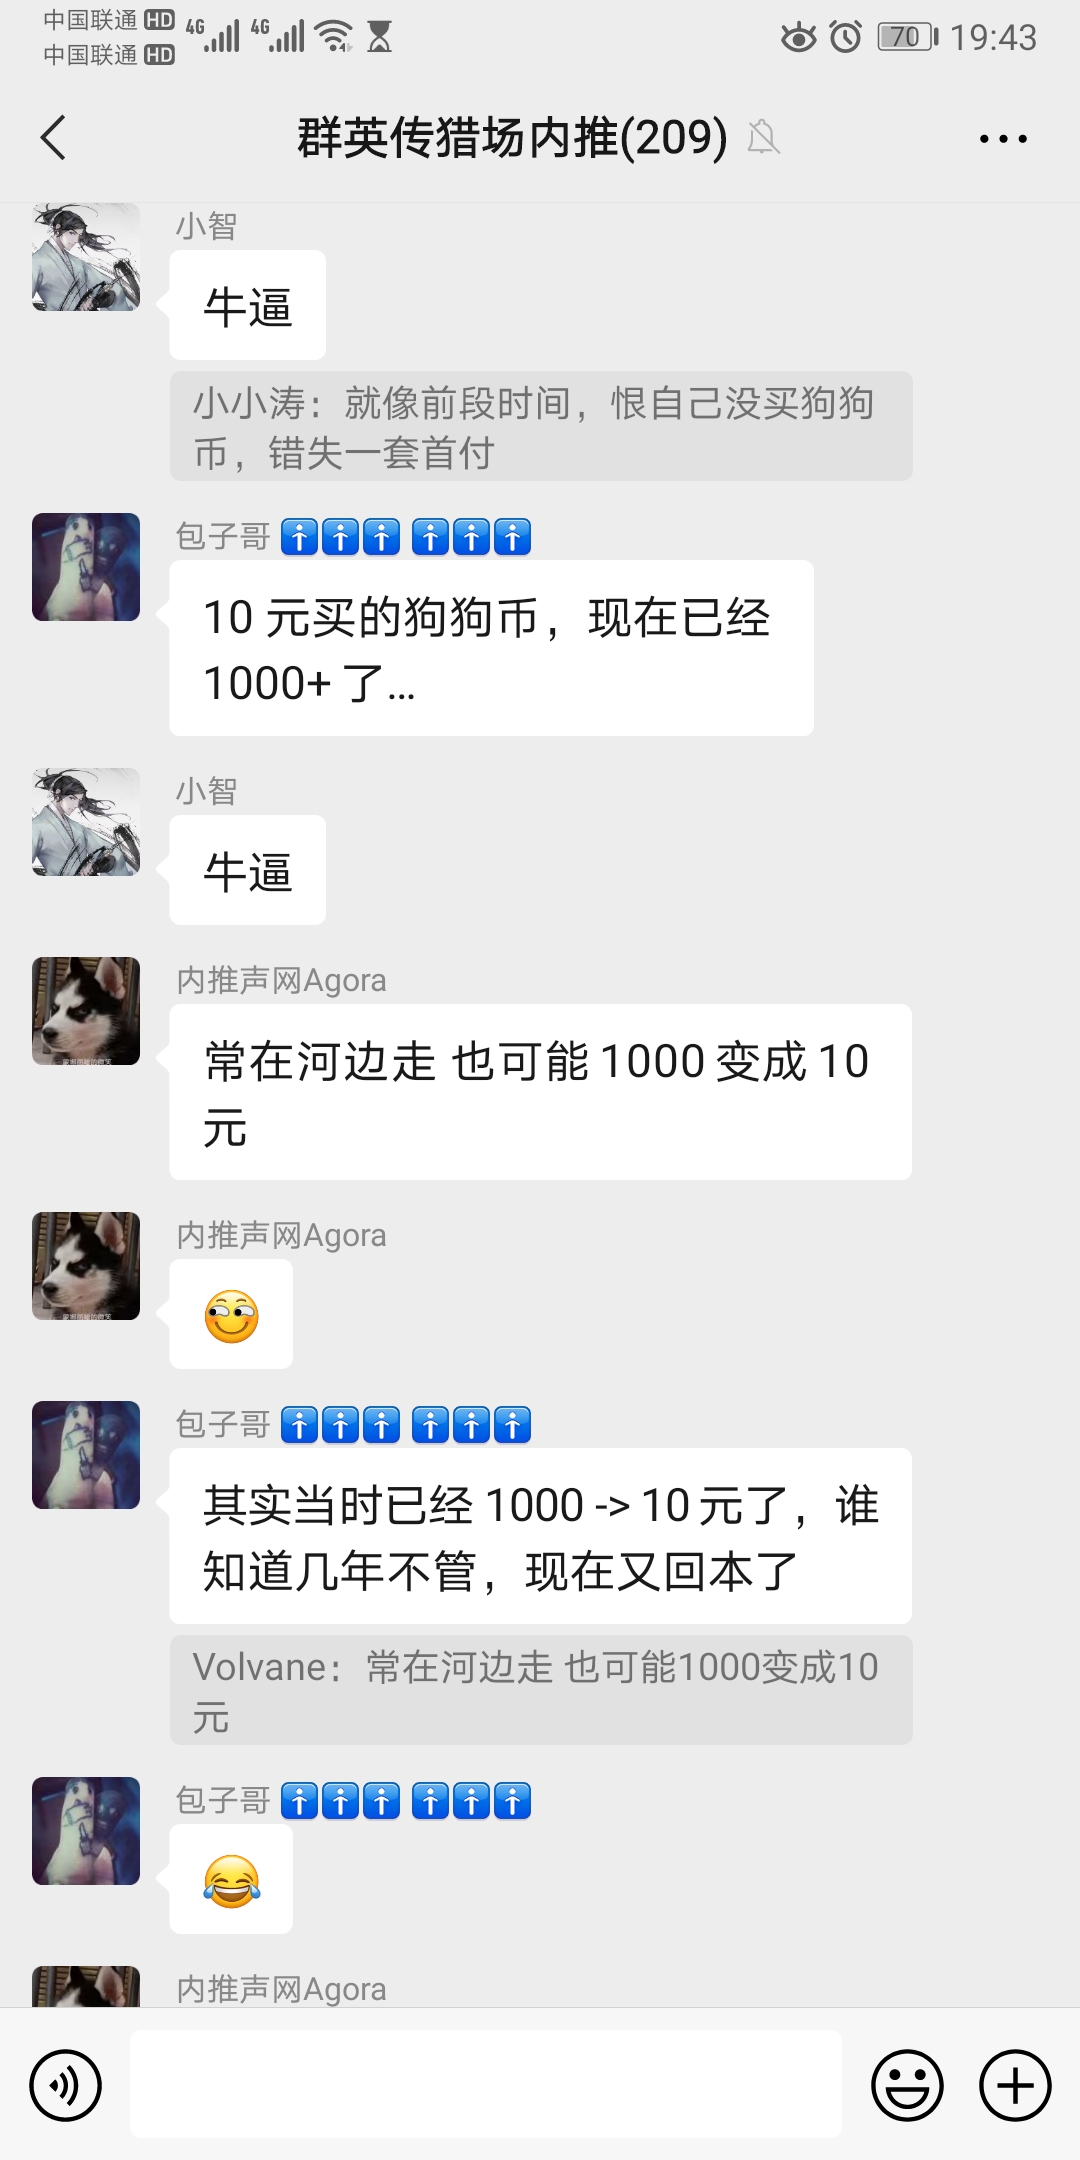 中国联通 HD 4G 4G 70 19:43
中国联通 HD
群英传猎场内推(209)
小智
牛逼
小小涛：就像前段时间，恨自己没买狗狗
币，错失一套首付
包子哥
10 元买的狗狗币，现在已经
1000+ 了...
小智
牛逼
内推声网Agora
常在河边走 也可能 1000 变成 10
元
内推声网Agora
包子哥
其实当时已经 1000 -> 10 元了，谁
知道几年不管，现在又回本了
Volvane：常在河边走 也可能1000变成10
元
包子哥
内推声网Agora